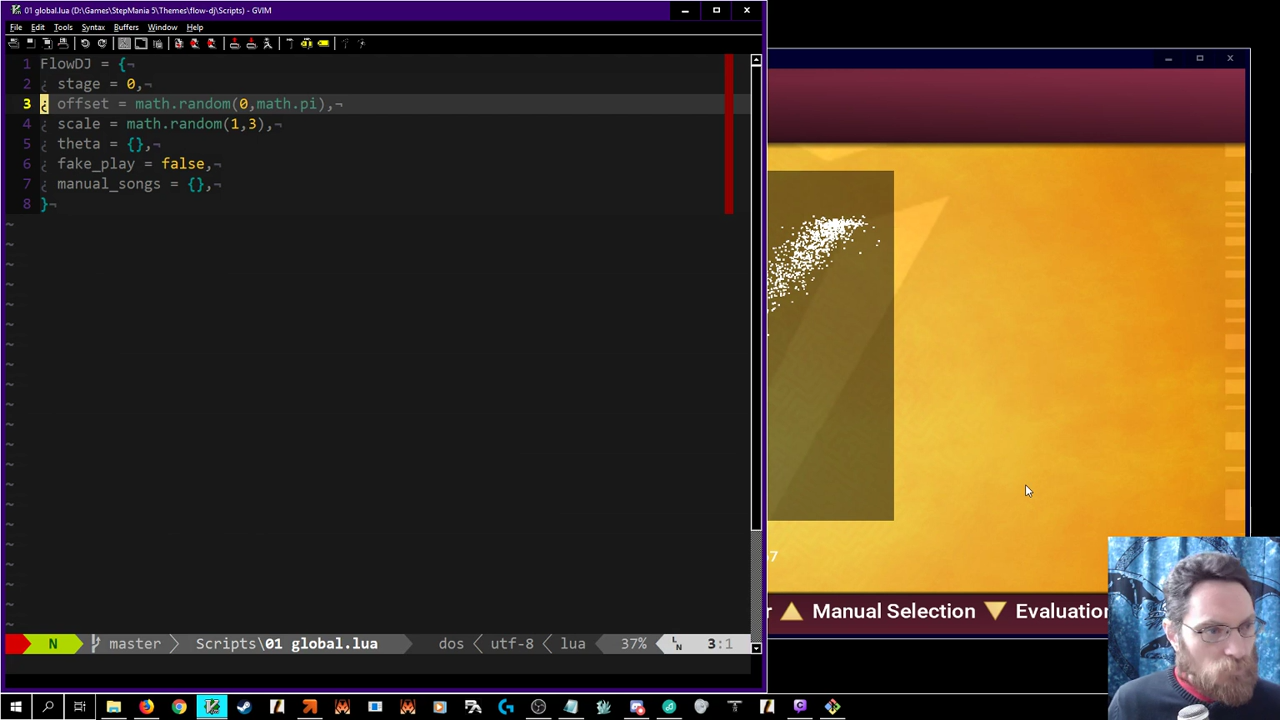 01 global.lua (D:\Games\StepMania 5\Themes\flow-dj\Scripts) - GVIM
File Edit Tools Syntax Buffers Window Help
1 FlowDJ = {¬
2 stage = 0,¬
3 ¿ offset = math.random(0,math.pi),¬
4 ¿ scale = math.random(1,3),¬
5 ¿ theta = {},¬
6 ¿ fake_play = false,¬
7 ¿ manual_songs = {},¬
8 }¬
7
r Manual Selection Evaluation
N master Scripts\01 global.lua dos utf-8 lua 37% LN 3:1